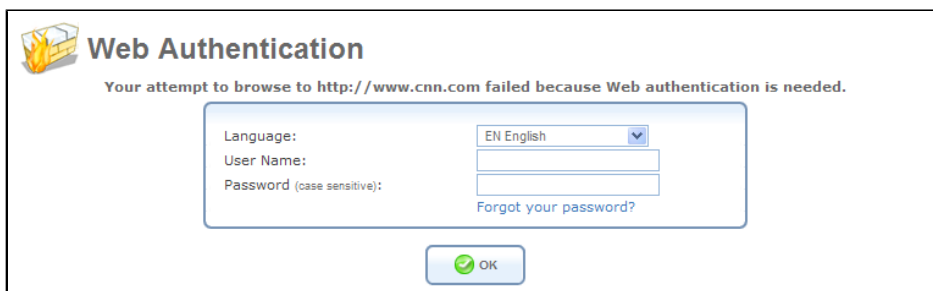 Web Authentication
Your attempt to browse to http://www.cnn.com failed because Web authentication is needed.
Language: EN English
User Name:
Password (case sensitive):
Forgot your password?
OK